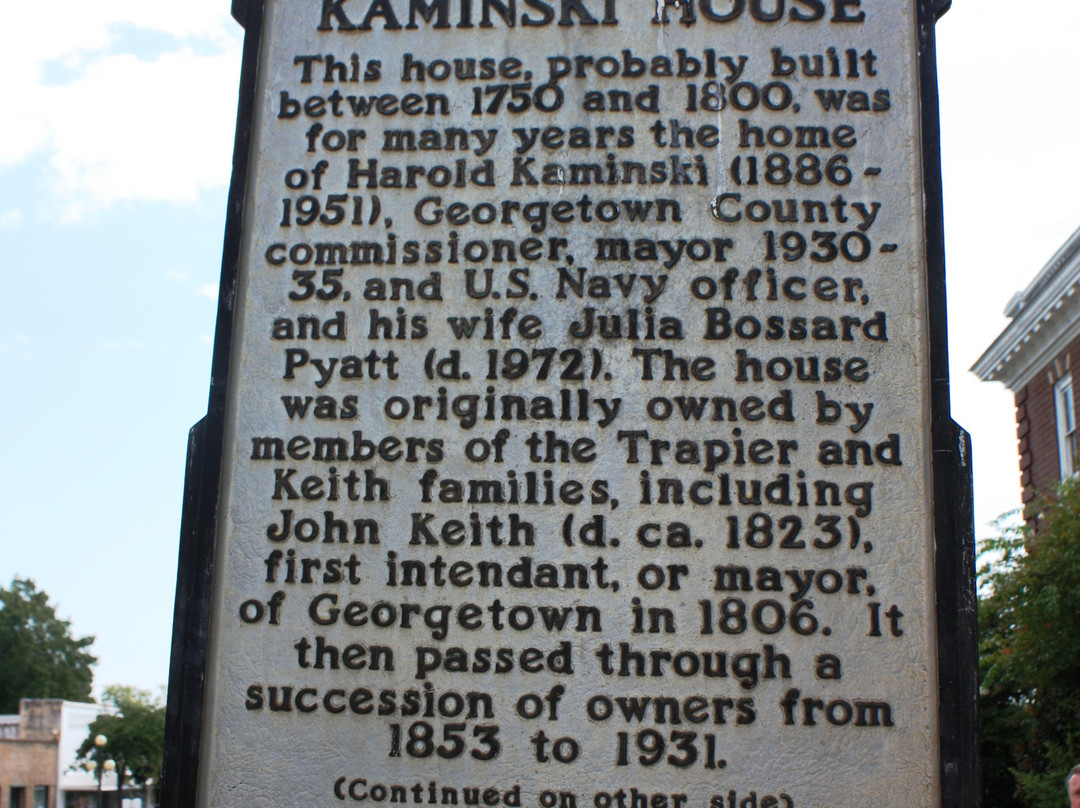 KAMINSKI HOUSE
This house, probably built
between 1750 and 1800, was
for many years the home
of Harold Kaminski (1886-
1951), Georgetown County
commissioner, mayor 1930-
35, and U.S. Navy officer,
and his wife Julia Bossard
Pyatt (d. 1972). The house
was originally owned by
members of the Trapier and
Keith families, including
John Keith (d. ca. 1823),
first intendant, or mayor,
of Georgetown in 1806. It
then passed through a
succession of owners from
1853 to 1931.
(Continued on other side)